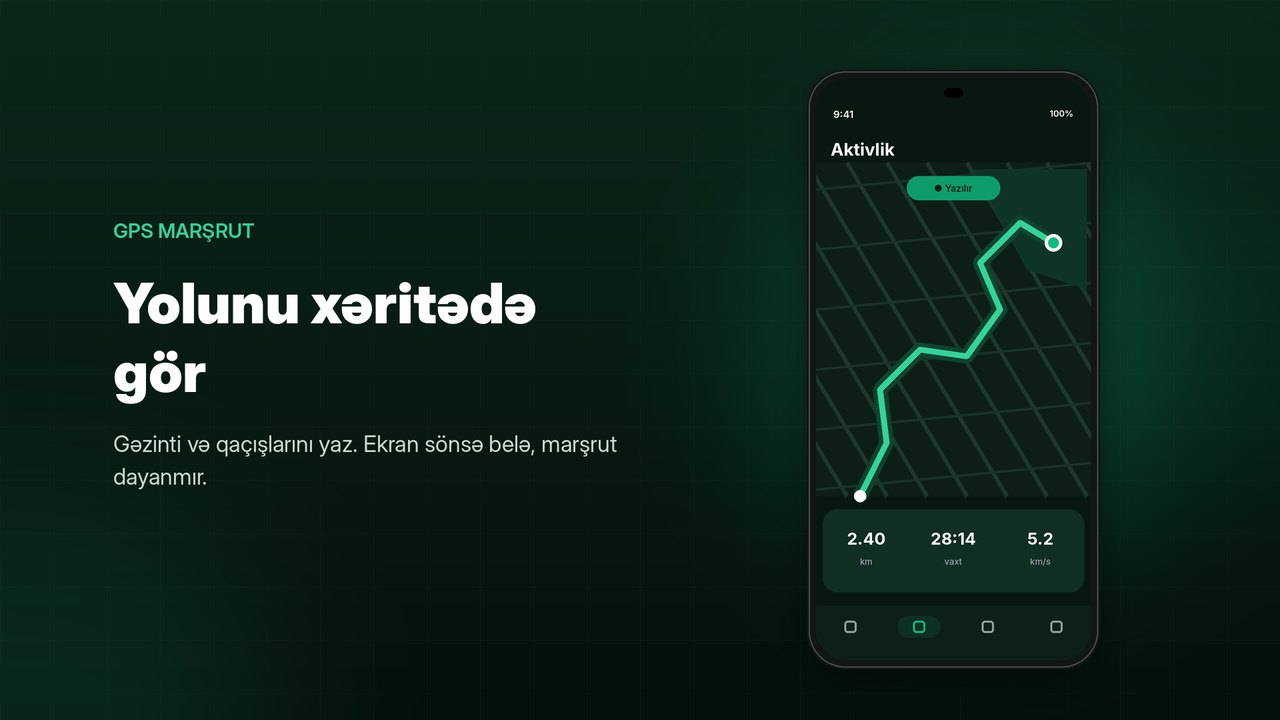 GPS MARŞRUT
Yolunu xəritədə
gör
Gəzinti və qaçışlarını yaz. Ekran sönsə belə, marşrut
dayanmır.
9:41
100%
Aktivlik
Yazılır
2.40
28:14
5.2
km
vaxt
km/s